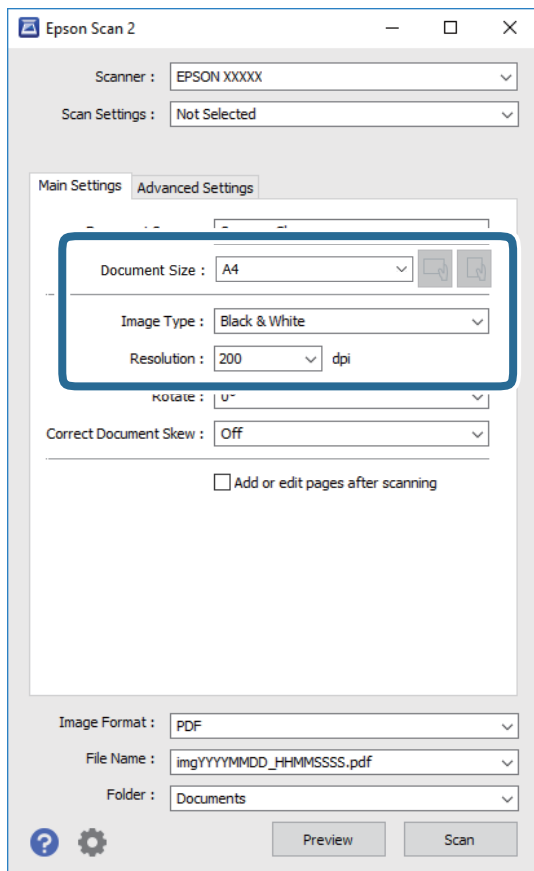 Epson Scan 2
Scanner : EPSON XXXXX
Scan Settings : Not Selected
Main Settings Advanced Settings
Document Size : A4
Image Type : Black & White
Resolution : 200 dpi
Rotate : 0°
Correct Document Skew : Off
Add or edit pages after scanning
Image Format : PDF
File Name : imgYYYYMMDD_HHMMSSSS.pdf
Folder : Documents
?
Preview Scan